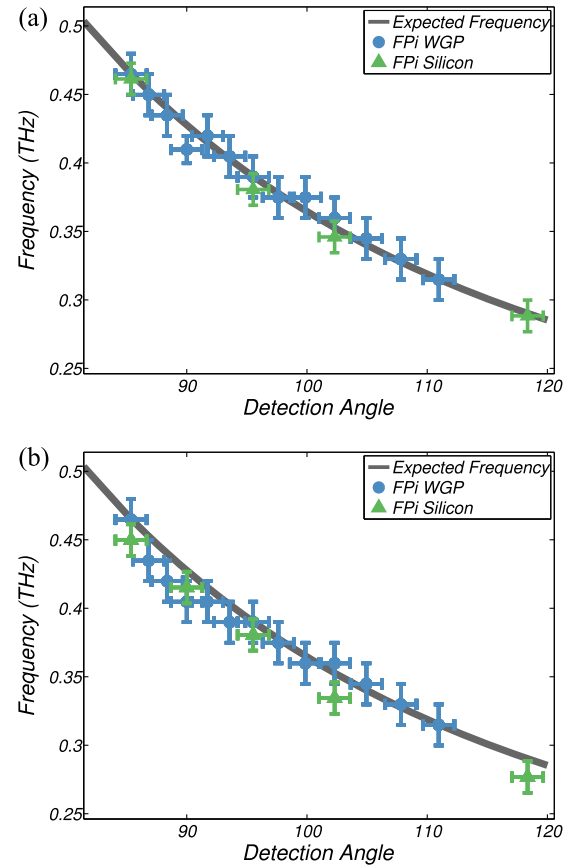 (a)
0.5
0.45
0.4
0.35
0.3
0.25
Frequency (THz)
Expected Frequency
FPi WGP
FPi Silicon
90
100
110
120
Detection Angle
(b)
0.5
0.45
0.4
0.35
0.3
0.25
Frequency (THz)
Expected Frequency
FPi WGP
FPi Silicon
90
100
110
120
Detection Angle